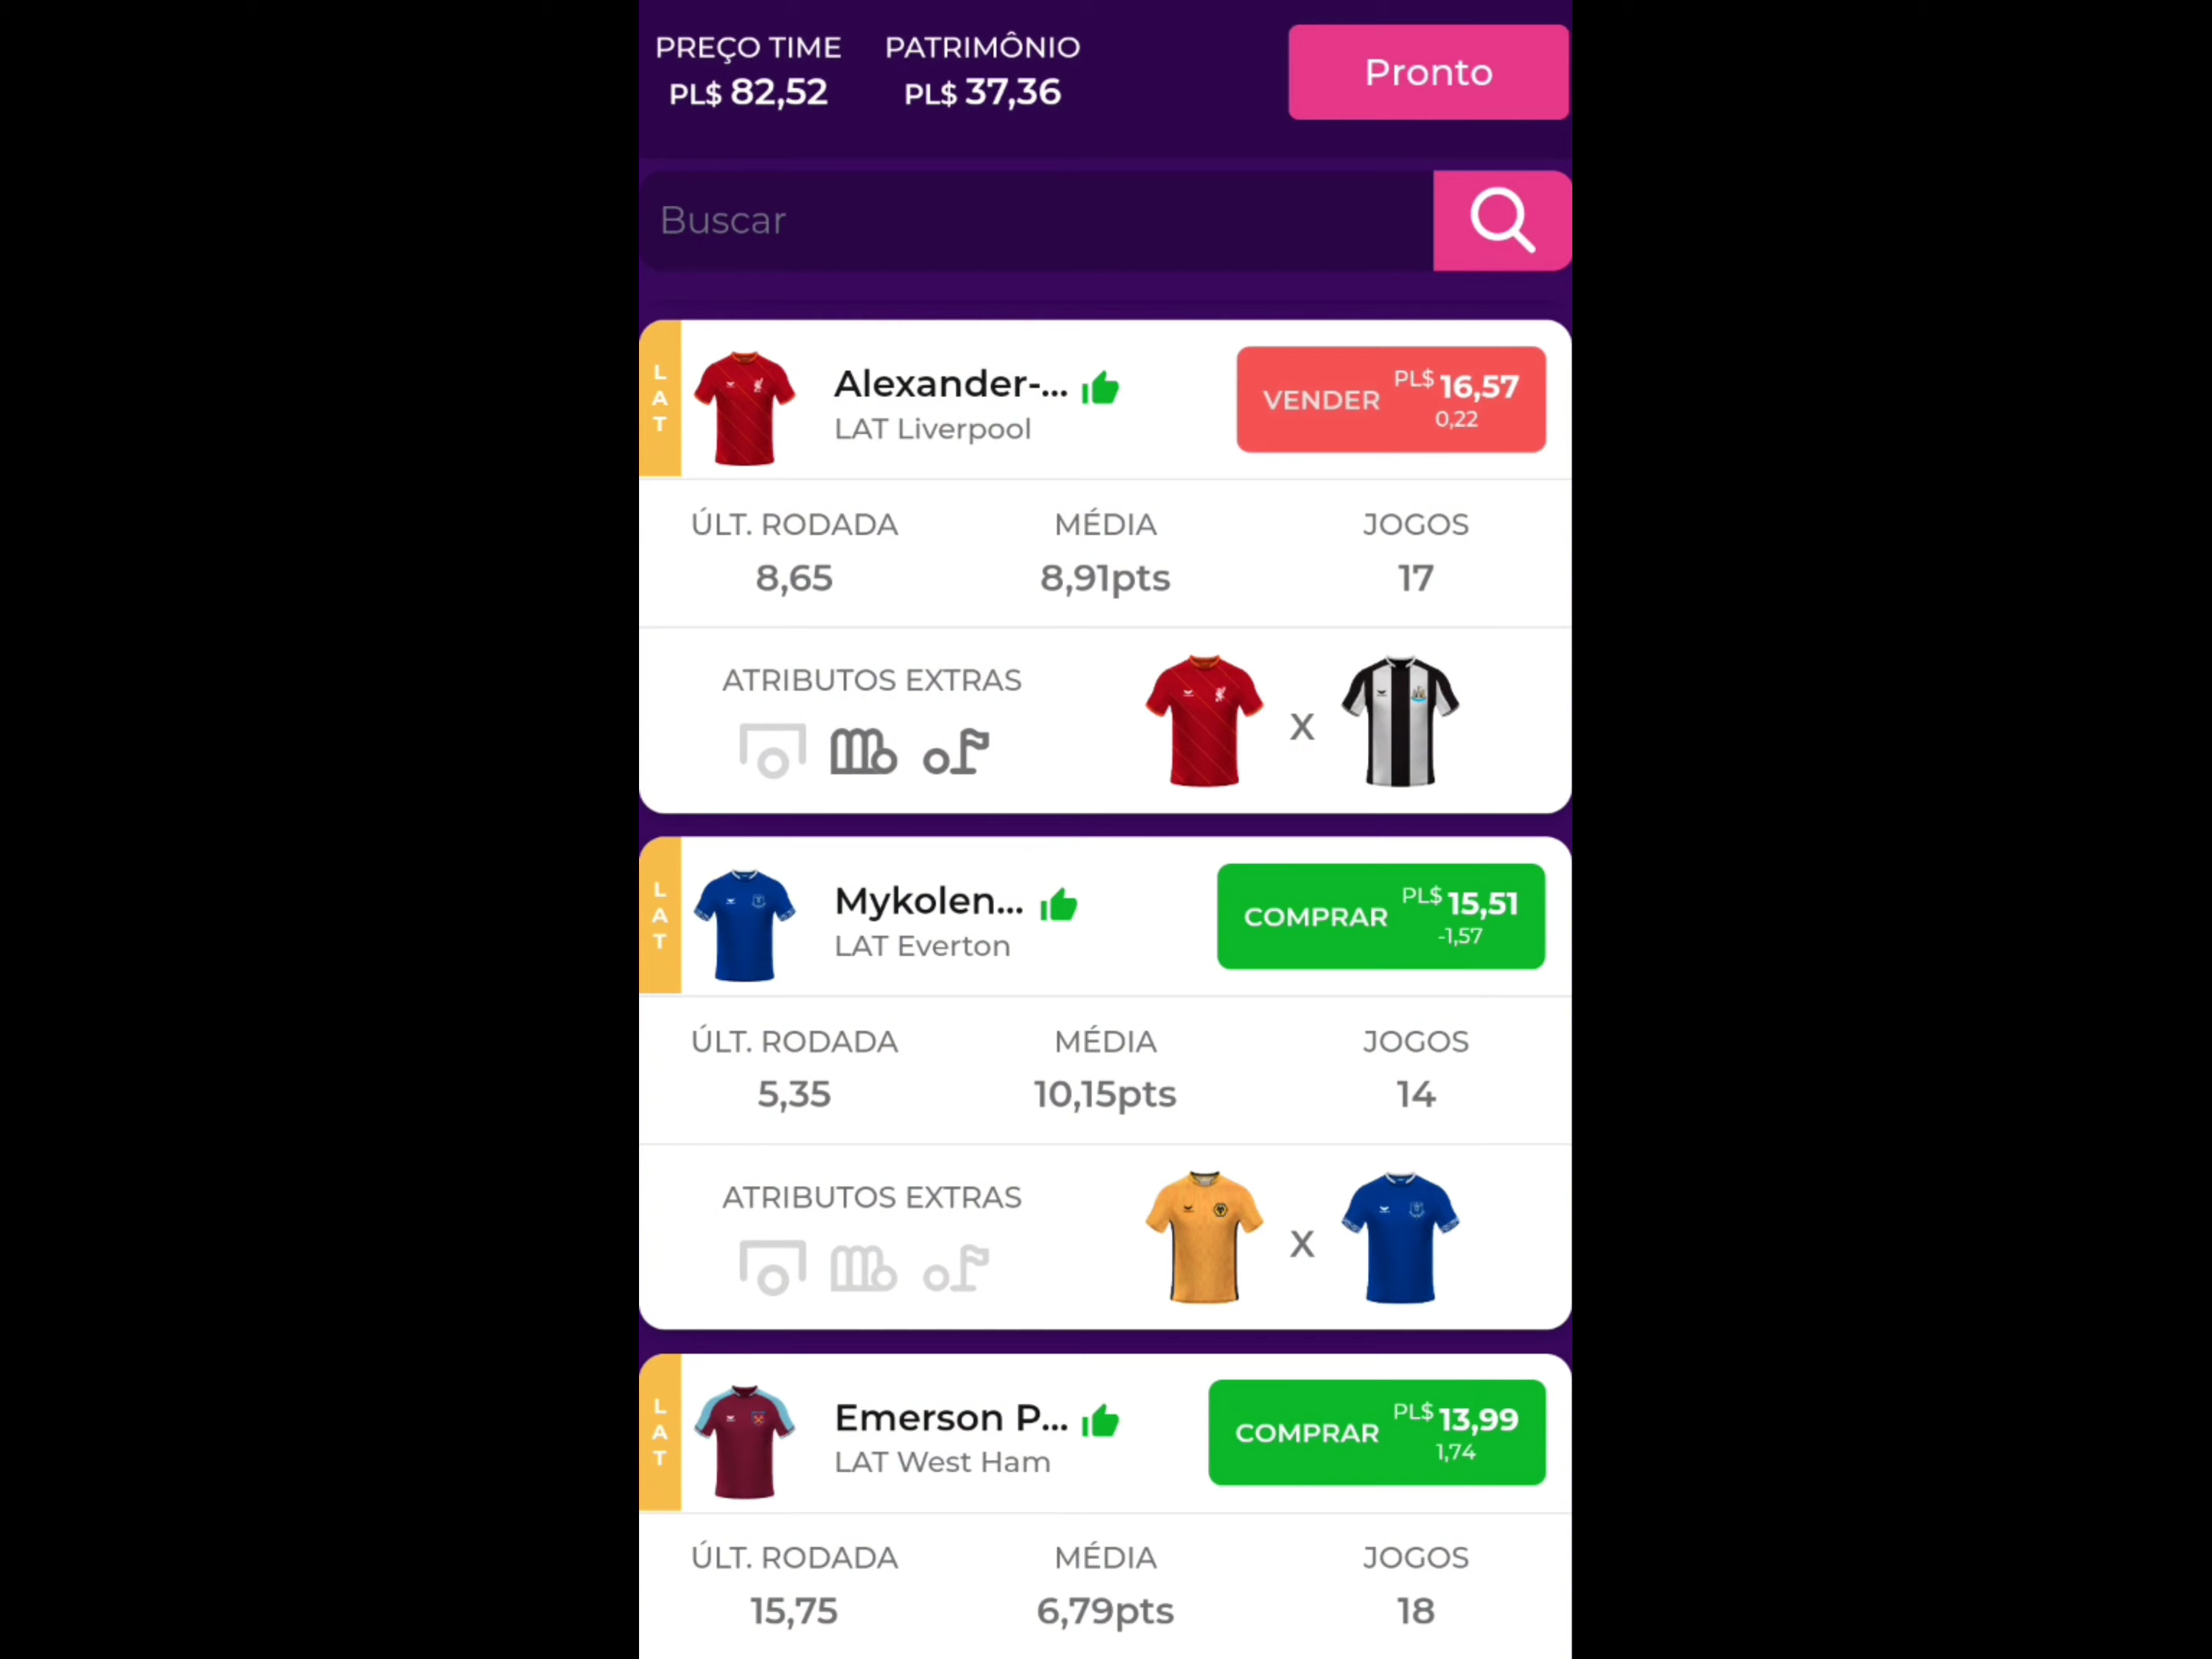 PREÇO TIME PATRIMÔNIO
PL$ 82,52 PL$ 37,36
Pronto
Buscar
LAT
Alexander-...
LAT Liverpool
VENDER PL$ 16,57
0,22
ÚLT. RODADA MÉDIA JOGOS
8,65 8,91pts 17
ATRIBUTOS EXTRAS
X
LAT
Mykolen...
LAT Everton
COMPRAR PL$ 15,51
-1,57
ÚLT. RODADA MÉDIA JOGOS
5,35 10,15pts 14
ATRIBUTOS EXTRAS
X
LAT
Emerson P...
LAT West Ham
COMPRAR PL$ 13,99
1,74
ÚLT. RODADA MÉDIA JOGOS
15,75 6,79pts 18